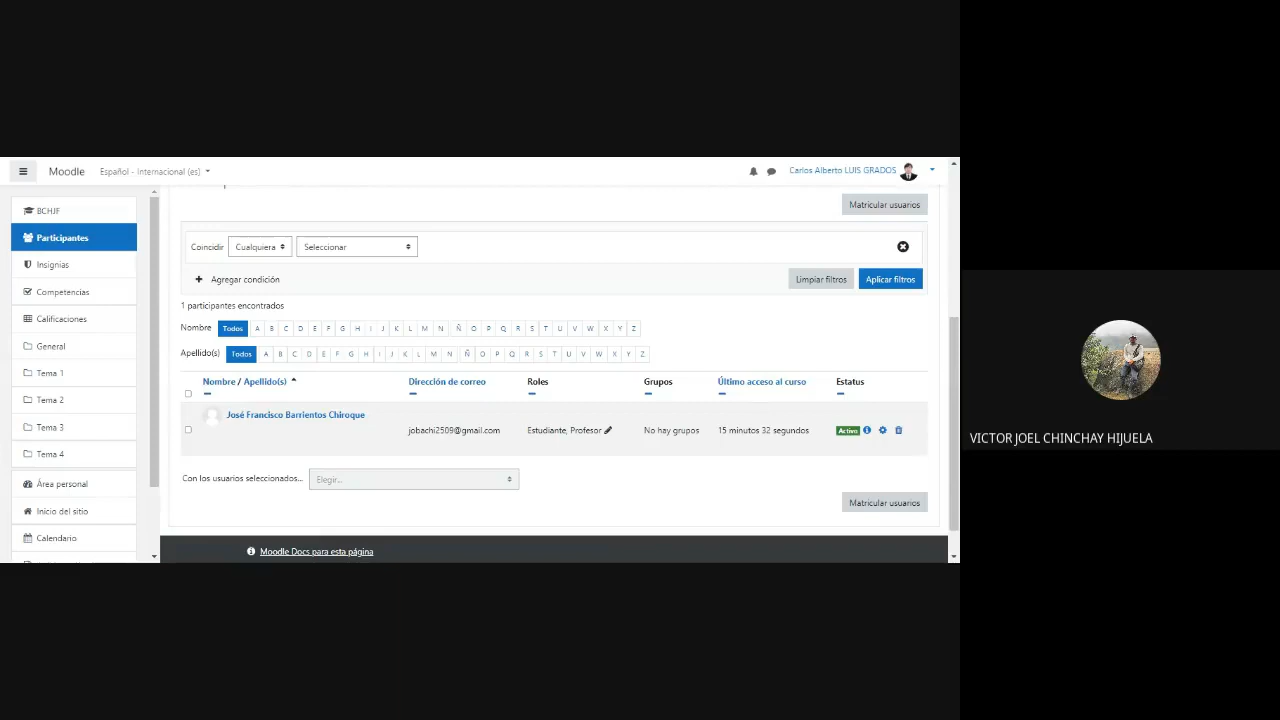 Moodle Español - Internacional (es) Carlos Alberto LUIS GRADOS
BCHJF
Participantes
Insignias
Competencias
Calificaciones
General
Tema 1
Tema 2
Tema 3
Tema 4
Área personal
Inicio del sitio
Calendario
Matricular usuarios
Coincidir Cualquiera Seleccionar
Agregar condición Limpiar filtros Aplicar filtros
1 participantes encontrados
Nombre Todos A B C D E F G H I J K L M N Ñ O P Q R S T U V W X Y Z
Apellido(s) Todos A B C D E F G H I J K L M N Ñ O P Q R S T U V W X Y Z
Nombre / Apellido(s) Dirección de correo Roles Grupos Último acceso al curso Estatus
José Francisco Barrientos Chiroque
jobachi2509@gmail.com Estudiante, Profesor No hay grupos 15 minutos 32 segundos Activo
Con los usuarios seleccionados... Elegir...
Matricular usuarios
Moodle Docs para esta página
VICTOR JOEL CHINCHAY HIJUELA